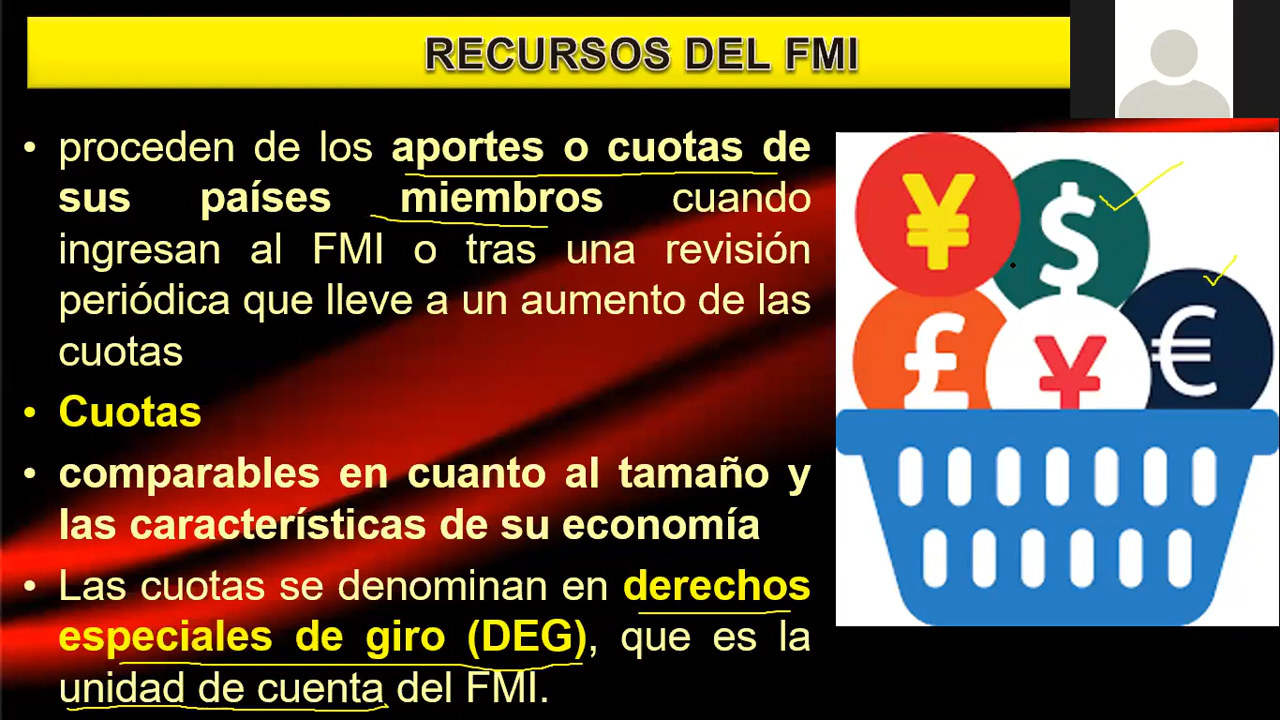 RECURSOS DEL FMI
• proceden de los aportes o cuotas de
sus países miembros cuando
ingresan al FMI o tras una revisión
periódica que lleve a un aumento de las
cuotas
• Cuotas
• comparables en cuanto al tamaño y
las características de su economía
• Las cuotas se denominan en derechos
especiales de giro (DEG), que es la
unidad de cuenta del FMI.
¥ $
£ ¥ €